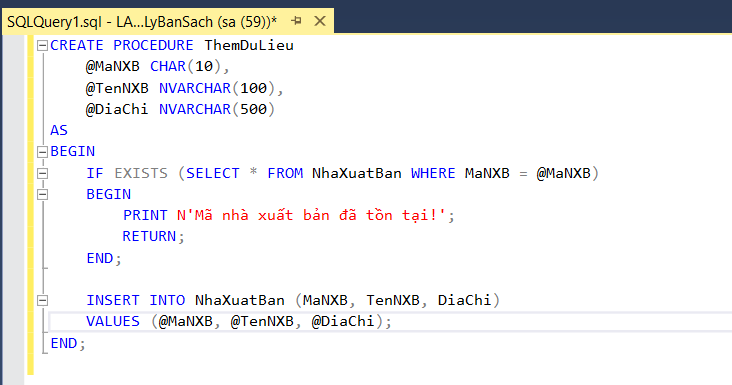 SQLQuery1.sql - LA...LyBanSach (sa (59))*
CREATE PROCEDURE ThemDuLieu
@MaNXB CHAR(10),
@TenNXB NVARCHAR(100),
@DiaChi NVARCHAR(500)
AS
BEGIN
IF EXISTS (SELECT * FROM NhaXuatBan WHERE MaNXB = @MaNXB)
BEGIN
PRINT N'Mã nhà xuất bản đã tồn tại!';
RETURN;
END;
INSERT INTO NhaXuatBan (MaNXB, TenNXB, DiaChi)
VALUES (@MaNXB, @TenNXB, @DiaChi);
END;